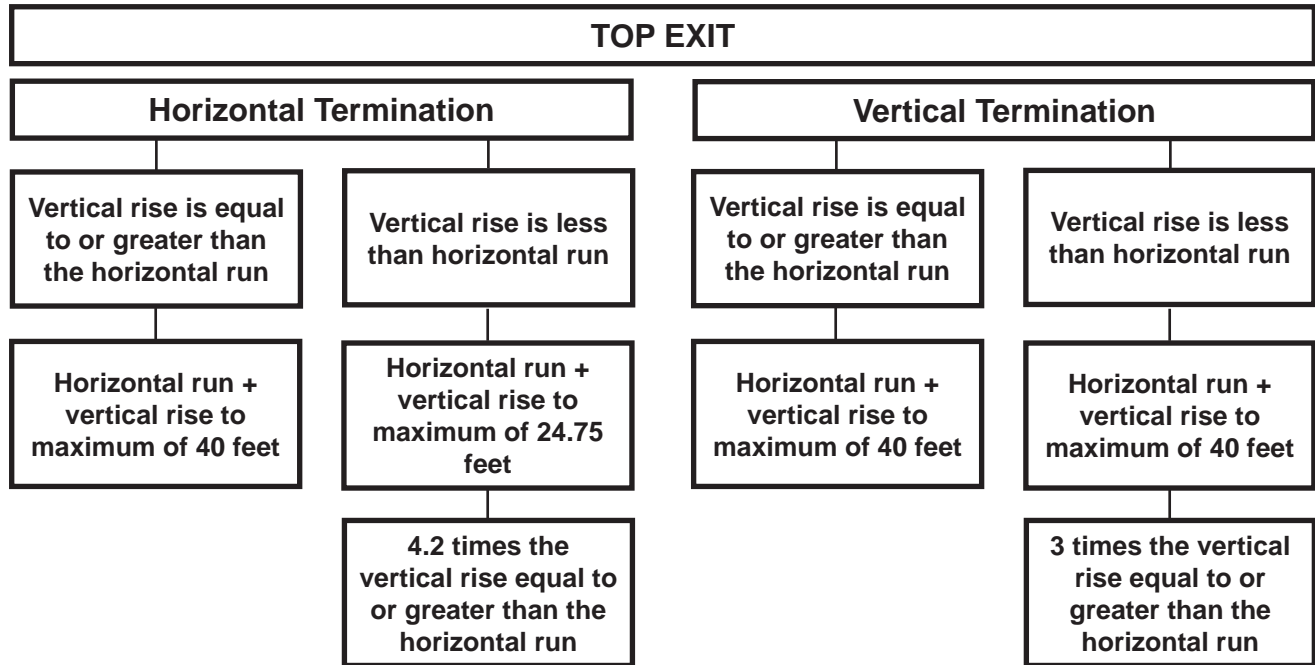 TOP EXIT
Horizontal Termination
Vertical rise is equal
to or greater than
the horizontal run
Horizontal run +
vertical rise to
maximum of 40 feet
Vertical rise is less
than horizontal run
Horizontal run +
vertical rise to
maximum of 24.75
feet
4.2 times the
vertical rise equal to
or greater than the
horizontal run
Vertical Termination
Vertical rise is equal
to or greater than
the horizontal run
Horizontal run +
vertical rise to
maximum of 40 feet
Vertical rise is less
than horizontal run
Horizontal run +
vertical rise to
maximum of 40 feet
3 times the vertical
rise equal to or
greater than the
horizontal run